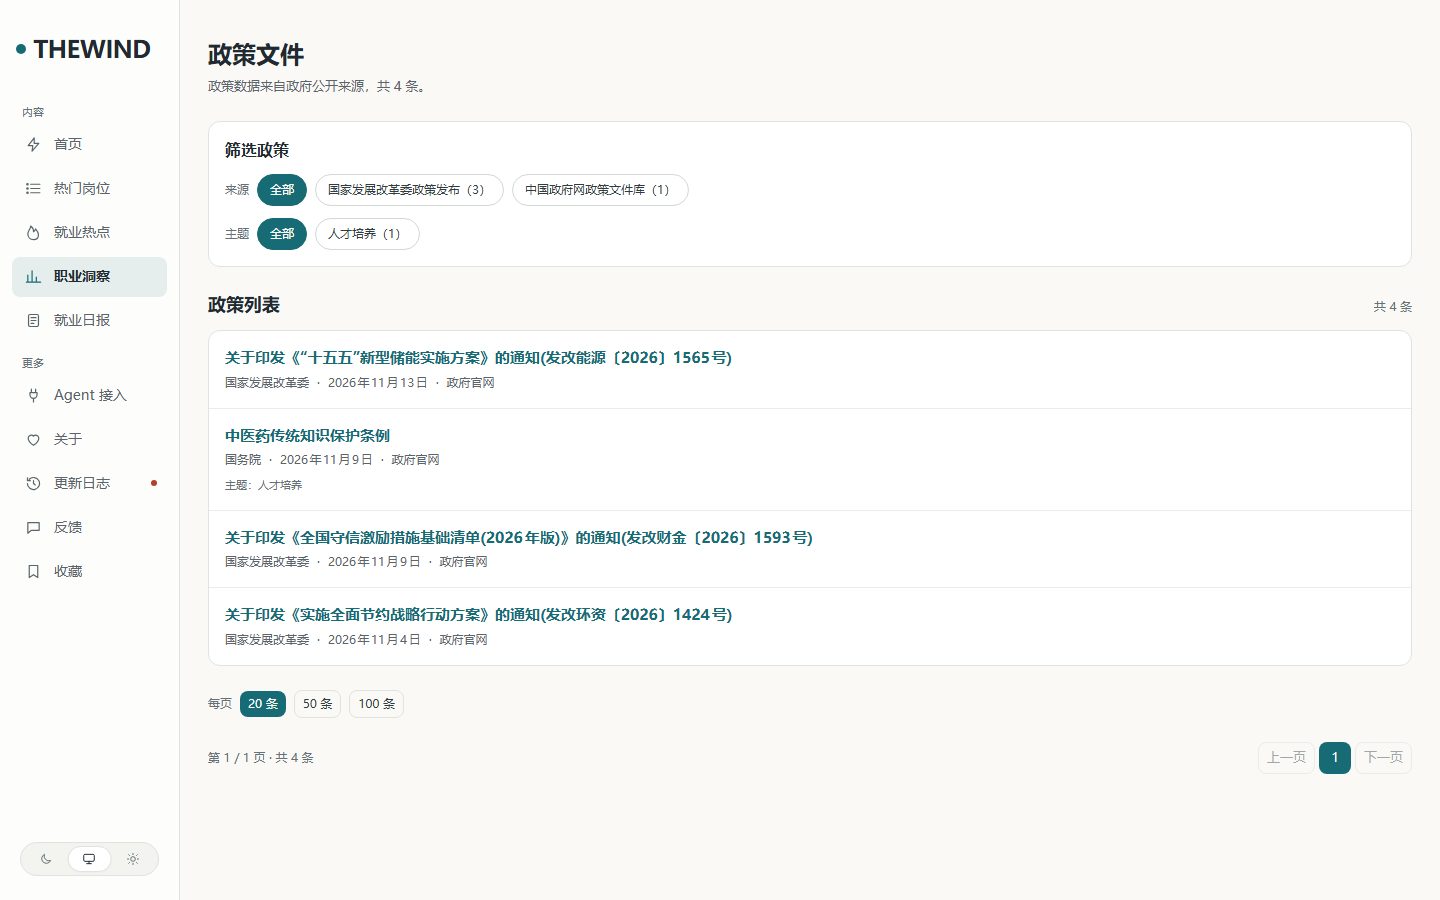 THEWIND
内容
首页
热门岗位
就业热点
职业洞察
就业日报
更多
Agent 接入
关于
更新日志
反馈
收藏
政策文件
政策数据来自政府公开来源，共 4 条。
筛选政策
来源 全部 国家发展改革委政策发布（3） 中国政府网政策文件库（1）
主题 全部 人才培养（1）
政策列表 共 4 条
关于印发《“十五五”新型储能实施方案》的通知(发改能源〔2026〕1565号)
国家发展改革委 · 2026年11月13日 · 政府官网
中医药传统知识保护条例
国务院 · 2026年11月9日 · 政府官网
主题：人才培养
关于印发《全国守信激励措施基础清单(2026年版)》的通知(发改财金〔2026〕1593号)
国家发展改革委 · 2026年11月9日 · 政府官网
关于印发《实施全面节约战略行动方案》的通知(发改环资〔2026〕1424号)
国家发展改革委 · 2026年11月4日 · 政府官网
每页 20 条 50 条 100 条
第 1 / 1 页 · 共 4 条 上一页 1 下一页